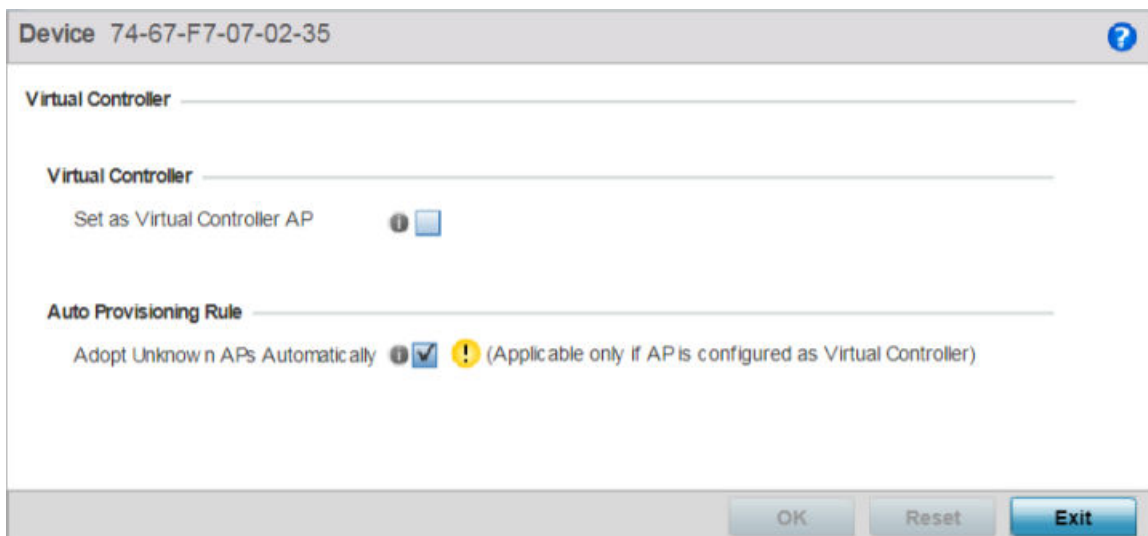 Device 74-67-F7-07-02-35
?
Virtual Controller
Virtual Controller
Set as Virtual Controller AP
Auto Provisioning Rule
Adopt Unknown APs Automatically ! (Applicable only if AP is configured as Virtual Controller)
OK Reset Exit